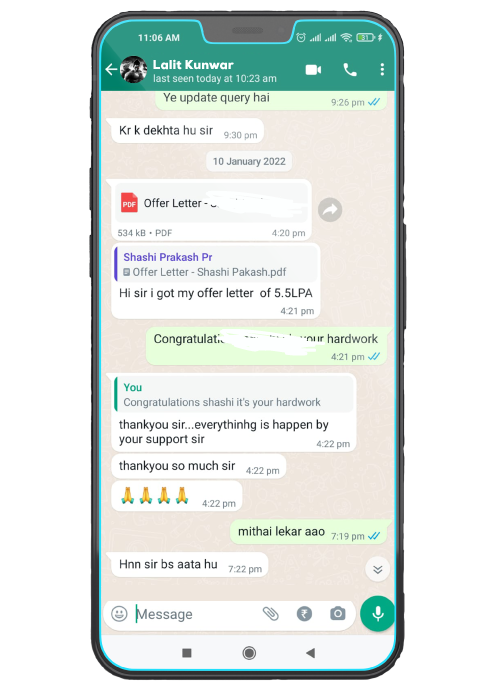 11:06 AM
Lalit Kunwar
last seen today at 10:23 am
Ye update query hai
9:26 pm
Kr k dekhta hu sir 9:30 pm
10 January 2022
PDF Offer Letter -
534 kB • PDF 4:20 pm
Shashi Prakash Pr
Offer Letter - Shashi Pakash.pdf
Hi sir i got my offer letter of 5.5LPA
4:21 pm
your hardwork
4:21 pm
You
Congratulations shashi it's your hardwork
thankyou sir...everythinhg is happen by
your support sir
4:22 pm
thankyou so much sir 4:22 pm
🙏🙏🙏🙏 4:22 pm
mithai lekar aao 7:19 pm
Hnn sir bs aata hu 7:22 pm
Message